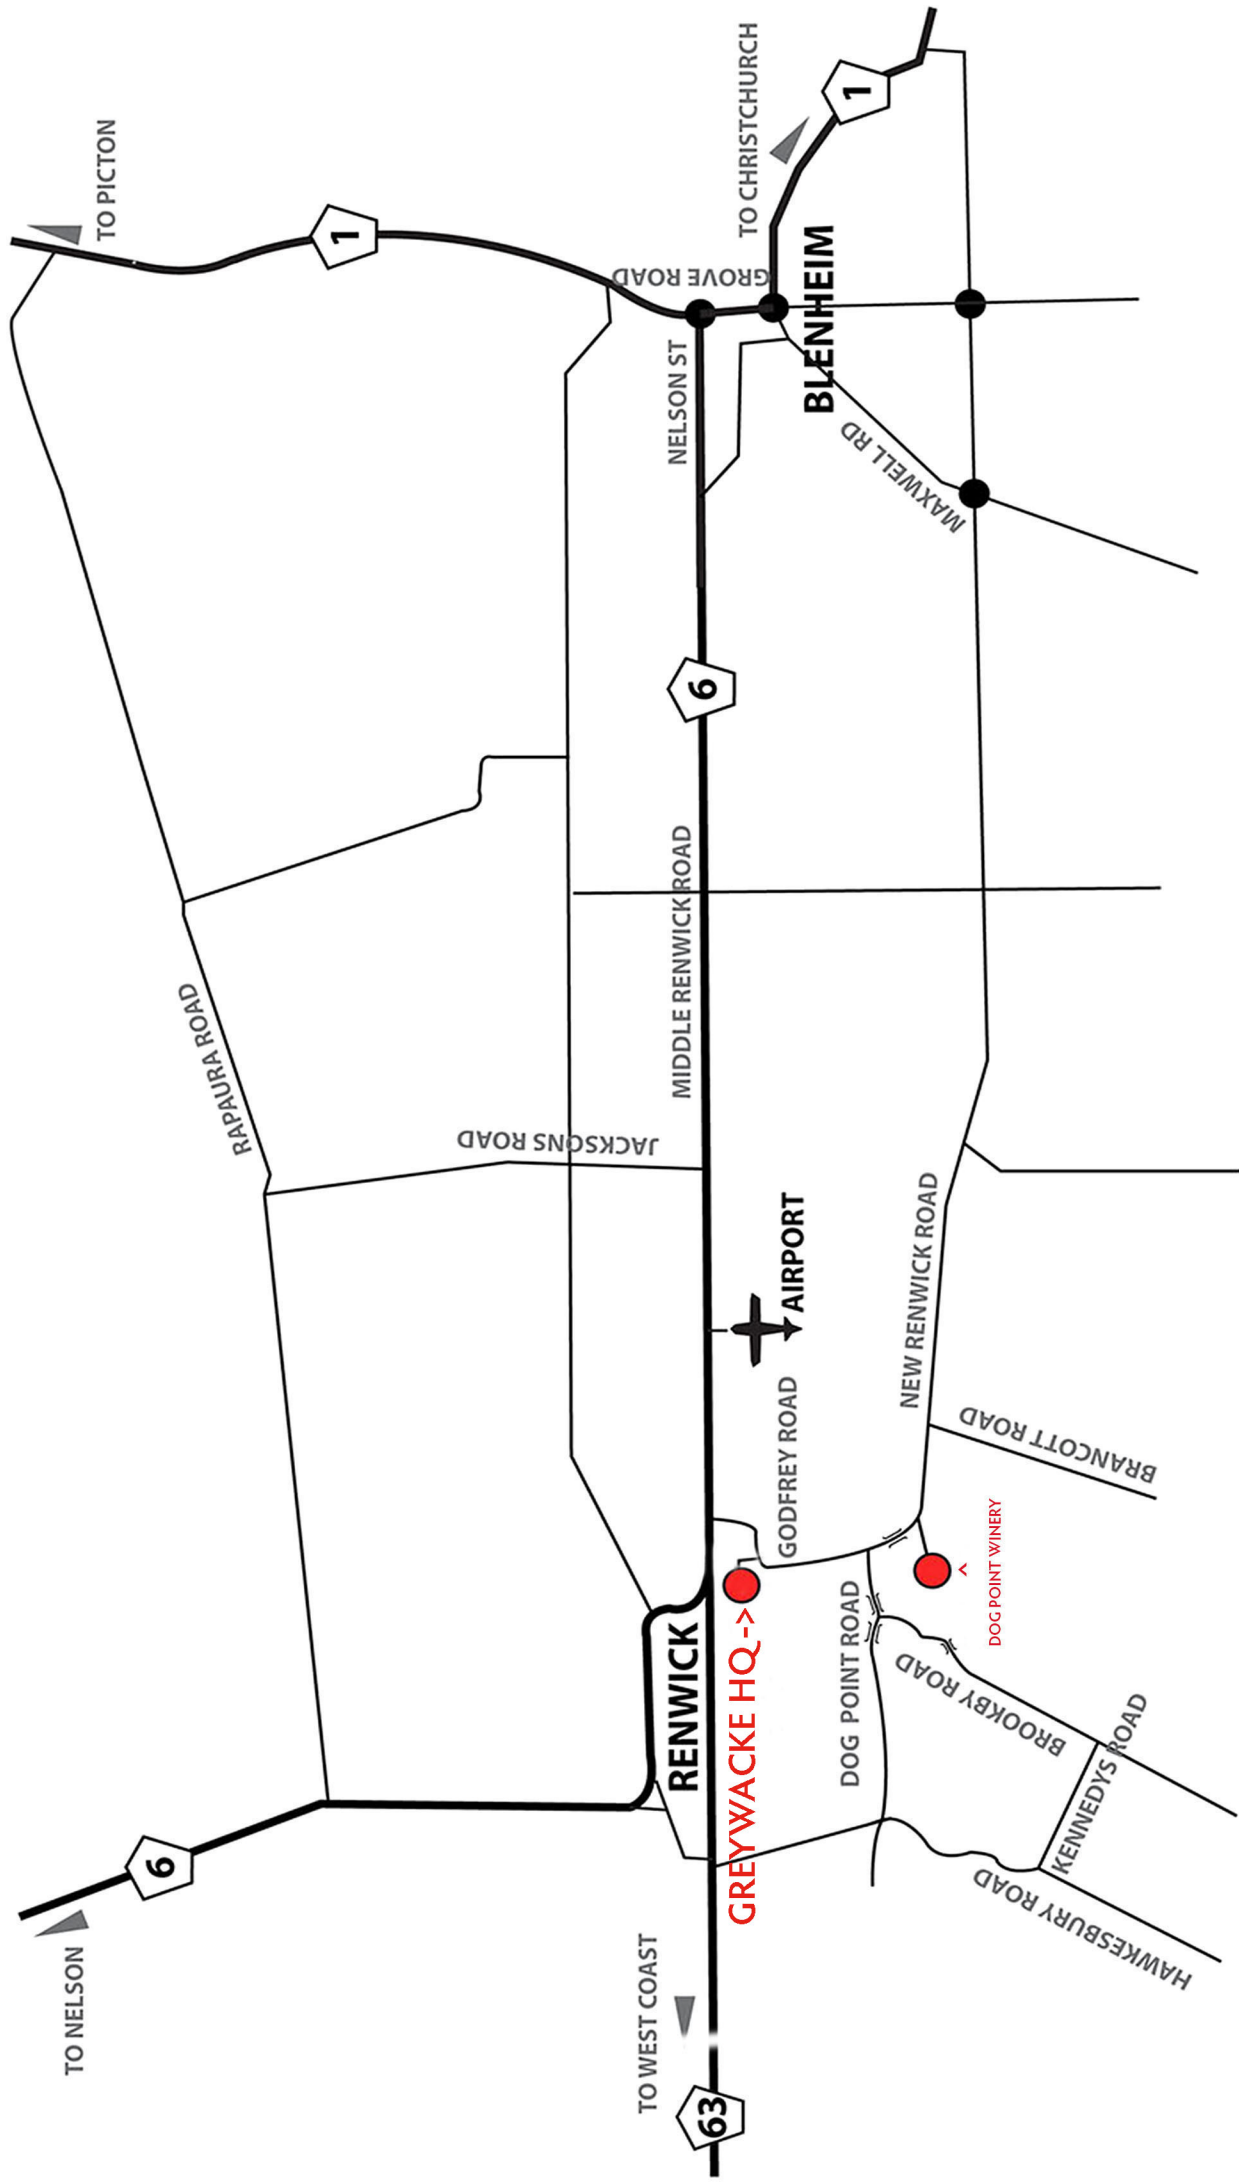 TO NELSON
6
TO PICTON
1
RAPAURA ROAD
JACKSONS ROAD
GROVE ROAD
TO CHRISTCHURCH
1
TO WEST COAST
63
RENWICK
MIDDLE RENWICK ROAD
6
NELSON ST
BLENHEIM
MAXWELL RD
GREYWACKE HQ->
GODFREY ROAD
AIRPORT
DOG POINT ROAD
NEW RENWICK ROAD
BROOKBY ROAD
^
DOG POINT WINERY
BRANCOTT ROAD
HAWKESBURY ROAD
KENNEDYS ROAD